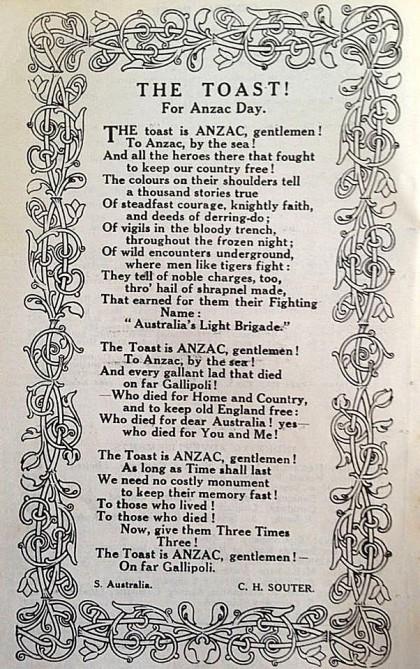 THE TOAST!
For Anzac Day.
THE toast is ANZAC, gentlemen!
To Anzac, by the sea!
And all the heroes there that fought
to keep our country free!
The colours on their shoulders tell
a thousand stories true
Of steadfast courage, knightly faith,
and deeds of derring-do;
Of vigils in the bloody trench,
throughout the frozen night;
Of wild encounters underground,
where men like tigers fight:
They tell of noble charges, too,
thro' hail of shrapnel made,
That earned for them their Fighting
Name:
"Australia's Light Brigade."
The Toast is ANZAC, gentlemen!
To Anzac, by the sea!
And every gallant lad that died
on far Gallipoli!
—Who died for Home and Country,
and to keep old England free:
Who died for dear Australia! yes—
who died for You and Me!
The Toast is ANZAC, gentlemen!
As long as Time shall last
We need no costly monument
to keep their memory fast!
To those who lived!
To those who died!
Now, give them Three Times
Three!
The Toast is ANZAC, gentlemen!—
On far Gallipoli.
S. Australia. C. H. SOUTER.